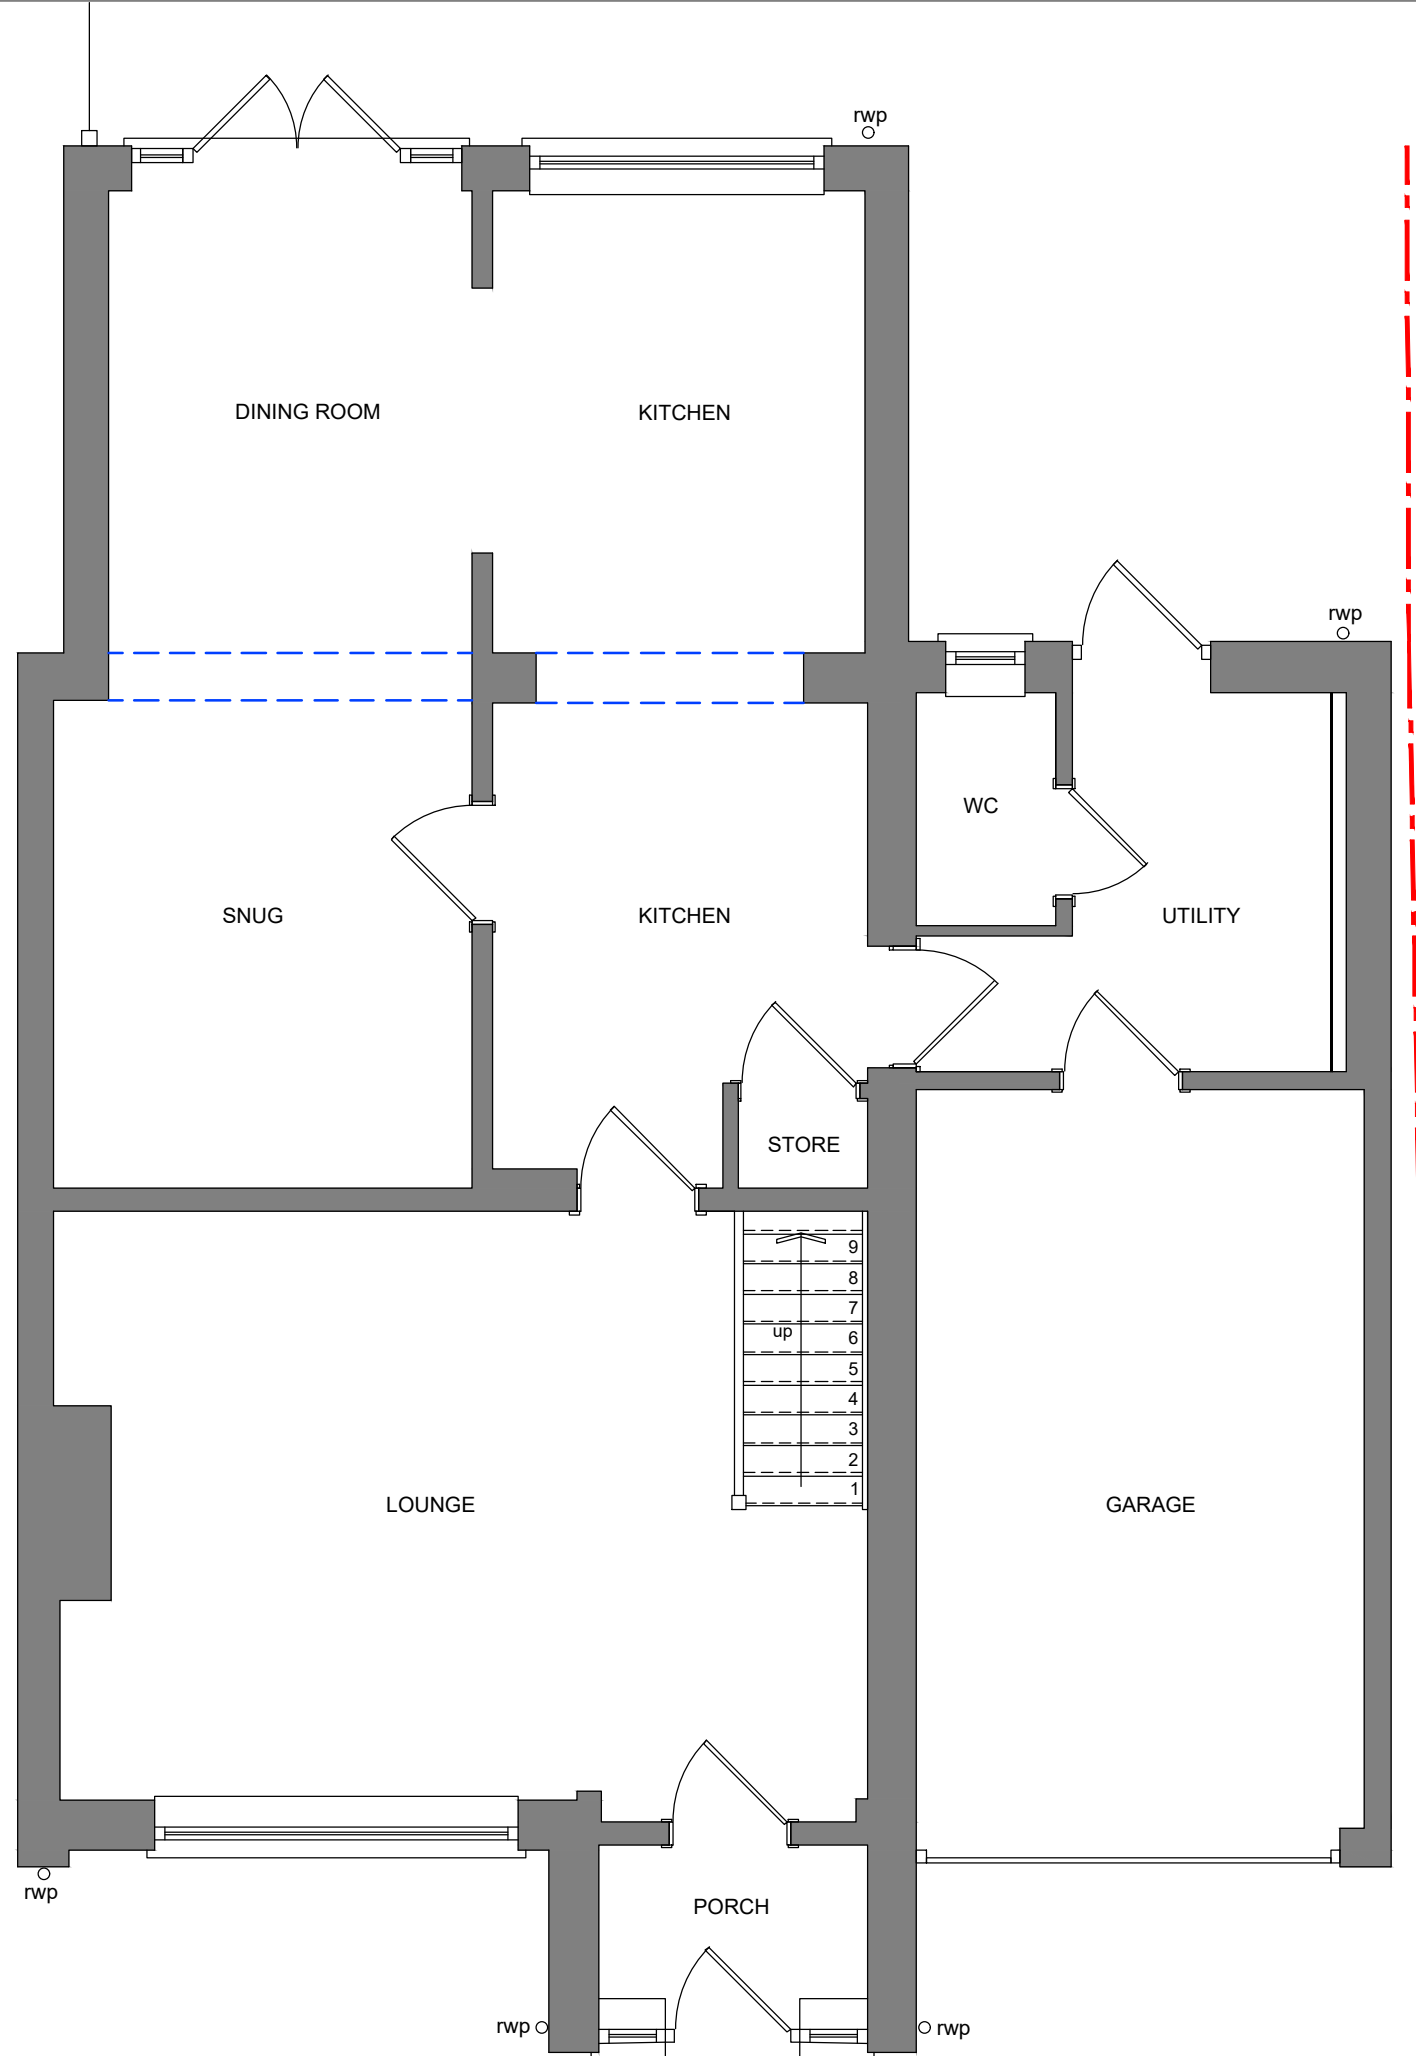 rwp
DINING ROOM
KITCHEN
rwp
WC
SNUG
KITCHEN
UTILITY
STORE
9
8
7
up
6
5
4
3
2
1
LOUNGE
GARAGE
rwp
PORCH
rwp
rwp